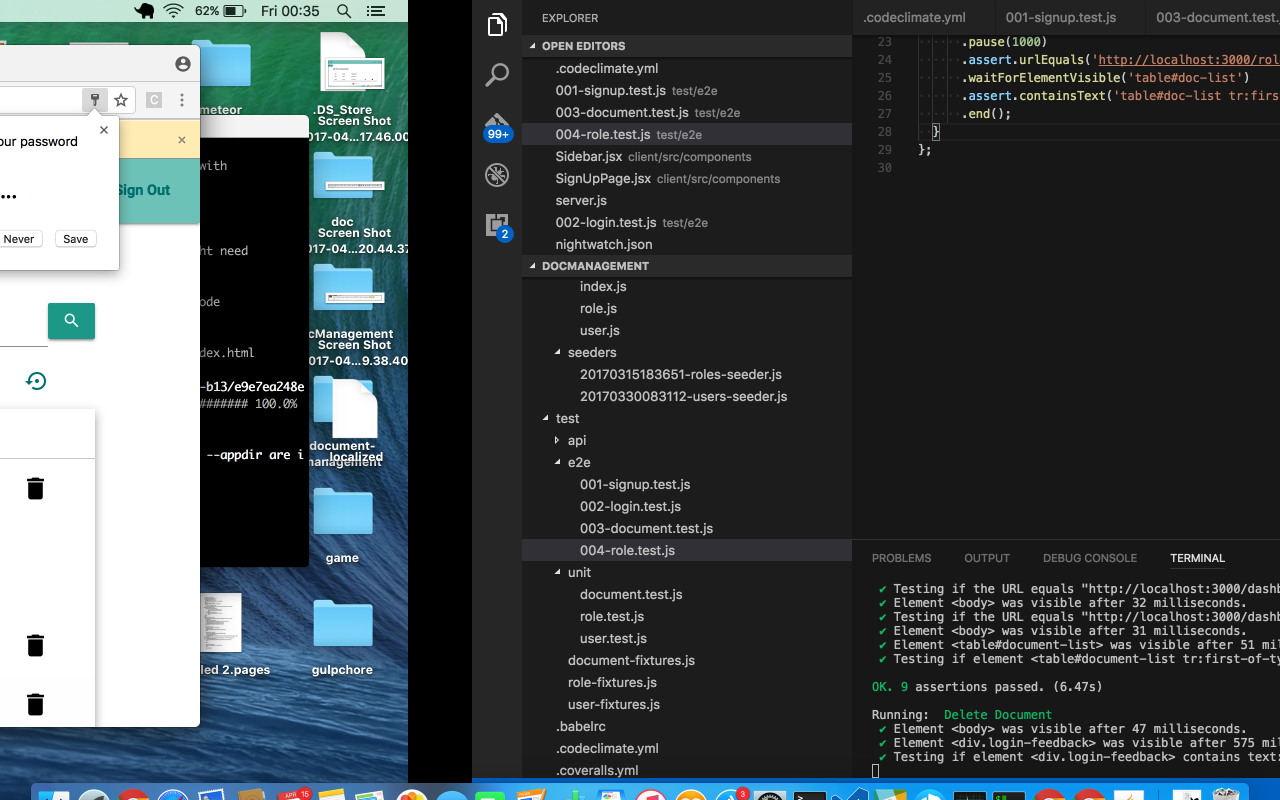 62%
Fri 00:35
meteor
.DS_Store
Screen Shot
17.46.00
our password
with
Sign Out
doc
Screen Shot
20.44.37
Never
Save
ht need
ode
cManagement
Screen Shot
9.38.40
dex.html
-b13/e9e7ea248e
####### 100.0%
document-
localized
management
--appdir are i
game
led 2.pages
gulpchore
APR 15
3
EXPLORER
OPEN EDITORS
.codeclimate.yml
001-signup.test.js test/e2e
003-document.test.js test/e2e
004-role.test.js test/e2e
Sidebar.jsx client/src/components
SignUpPage.jsx client/src/components
server.js
002-login.test.js test/e2e
nightwatch.json
99+
2
DOCMANAGEMENT
index.js
role.js
user.js
seeders
20170315183651-roles-seeder.js
20170330083112-users-seeder.js
test
api
e2e
001-signup.test.js
002-login.test.js
003-document.test.js
004-role.test.js
unit
document.test.js
role.test.js
user.test.js
document-fixtures.js
role-fixtures.js
user-fixtures.js
.babelrc
.codeclimate.yml
.coveralls.yml
.codeclimate.yml
001-signup.test.js
003-document.test.
23 .pause(1000)
24 .assert.urlEquals('http://localhost:3000/rol
25 .waitForElementVisible('table#doc-list')
26 .assert.containsText('table#doc-list tr:firs
27 .end();
28 }
29 };
30
PROBLEMS
OUTPUT
DEBUG CONSOLE
TERMINAL
✔ Testing if the URL equals "http://localhost:3000/dashb
✔ Element <body> was visible after 32 milliseconds.
✔ Testing if the URL equals "http://localhost:3000/dashb
✔ Element <body> was visible after 31 milliseconds.
✔ Element <table#document-list> was visible after 51 mil
✔ Testing if element <table#document-list tr:first-of-ty
OK. 9 assertions passed. (6.47s)
Running: Delete Document
✔ Element <body> was visible after 47 milliseconds.
✔ Element <div.login-feedback> was visible after 575 mil
✔ Testing if element <div.login-feedback> contains text: